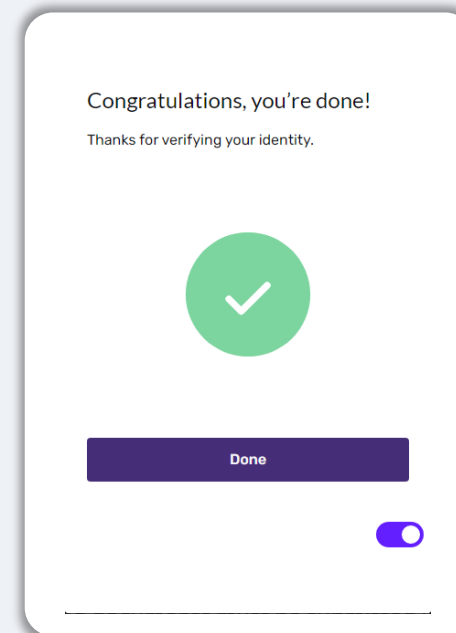 Congratulations, you’re done!
Thanks for verifying your identity.
Done